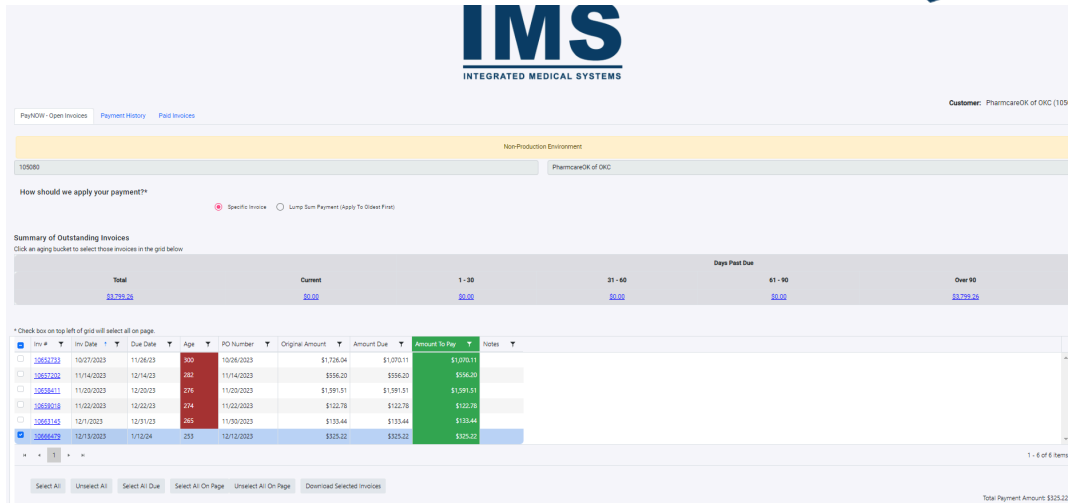 IMS
INTEGRATED MEDICAL SYSTEMS
Customer: PharmcareOK of OKC (1050
PayNOW - Open Invoices Payment History Paid Invoices
Non-Production Environment
105080 PharmcareOK of OKC
How should we apply your payment?*
Specific Invoice Lump Sum Payment (Apply To Oldest First)
Summary of Outstanding Invoices
Click an aging bucket to select those invoices in the grid below
Days Past Due
Total Current 1 - 30 31 - 60 61 - 90 Over 90
$3,799.26 $0.00 $0.00 $0.00 $0.00 $3,799.26
* Check box on top left of grid will select all on page.
Inv # Inv Date ↑ Due Date Age PO Number Original Amount Amount Due Amount To Pay Notes
10652733 10/27/2023 11/26/23 300 10/26/2023 $1,726.04 $1,070.11 $1,070.11
10657202 11/14/2023 12/14/23 282 11/14/2023 $556.20 $556.20 $556.20
10658411 11/20/2023 12/20/23 276 11/20/2023 $1,591.51 $1,591.51 $1,591.51
10659018 11/22/2023 12/22/23 274 11/22/2023 $122.78 $122.78 $122.78
10663145 12/1/2023 12/31/23 265 11/30/2023 $133.44 $133.44 $133.44
10666479 12/13/2023 1/12/24 253 12/12/2023 $325.22 $325.22 $325.22
1 1 - 6 of 6 items
Select All Unselect All Select All Due Select All On Page Unselect All On Page Download Selected Invoices
Total Payment Amount: $325.22